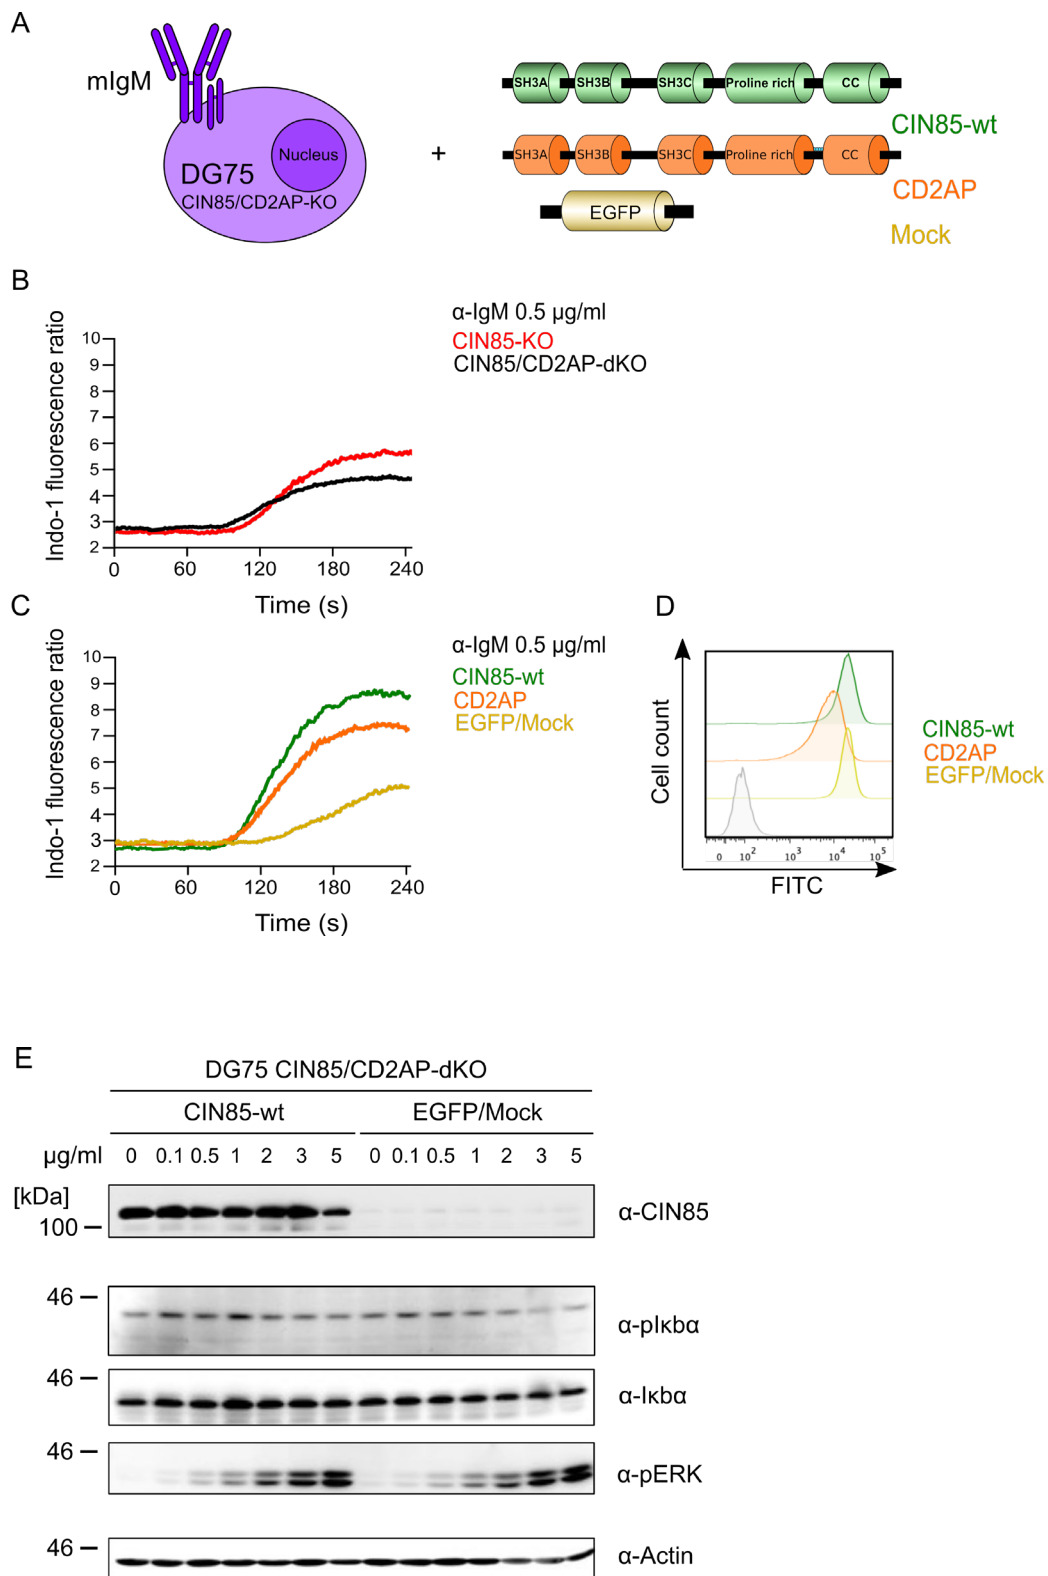 A
mIgM
Nucleus
DG75
CIN85/CD2AP-KO
+
SH3A SH3B SH3C Proline rich CC
CIN85-wt
SH3A SH3B SH3C Proline rich CC
CD2AP
EGFP
Mock
B
α-IgM 0.5 µg/ml
CIN85-KO
CIN85/CD2AP-dKO
Indo-1 fluorescence ratio
10
9
8
7
6
5
4
3
2
0 60 120 180 240
Time (s)
C
α-IgM 0.5 µg/ml
CIN85-wt
CD2AP
EGFP/Mock
Indo-1 fluorescence ratio
10
9
8
7
6
5
4
3
2
0 60 120 180 240
Time (s)
D
Cell count
CIN85-wt
CD2AP
EGFP/Mock
0 10² 10³ 10⁴ 10⁵
FITC
E
DG75 CIN85/CD2AP-dKO
CIN85-wt EGFP/Mock
µg/ml 0 0.1 0.5 1 2 3 5 0 0.1 0.5 1 2 3 5
[kDa]
100
α-CIN85
46
α-pIκbα
46
α-Iκbα
46
α-pERK
46
α-Actin